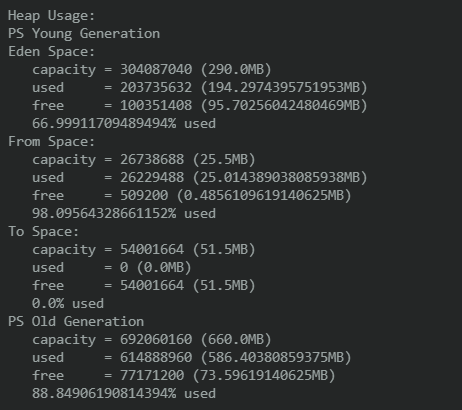 Heap Usage:
PS Young Generation
Eden Space:
   capacity = 304087040 (290.0MB)
   used     = 203735632 (194.2974395751953MB)
   free     = 100351408 (95.70256042480469MB)
   66.99911709489494% used
From Space:
   capacity = 26738688 (25.5MB)
   used     = 26229488 (25.014389038085938MB)
   free     = 509200 (0.4856109619140625MB)
   98.09564328661152% used
To Space:
   capacity = 54001664 (51.5MB)
   used     = 0 (0.0MB)
   free     = 54001664 (51.5MB)
   0.0% used
PS Old Generation
   capacity = 692060160 (660.0MB)
   used     = 614888960 (586.40380859375MB)
   free     = 77171200 (73.59619140625MB)
   88.84906190814394% used